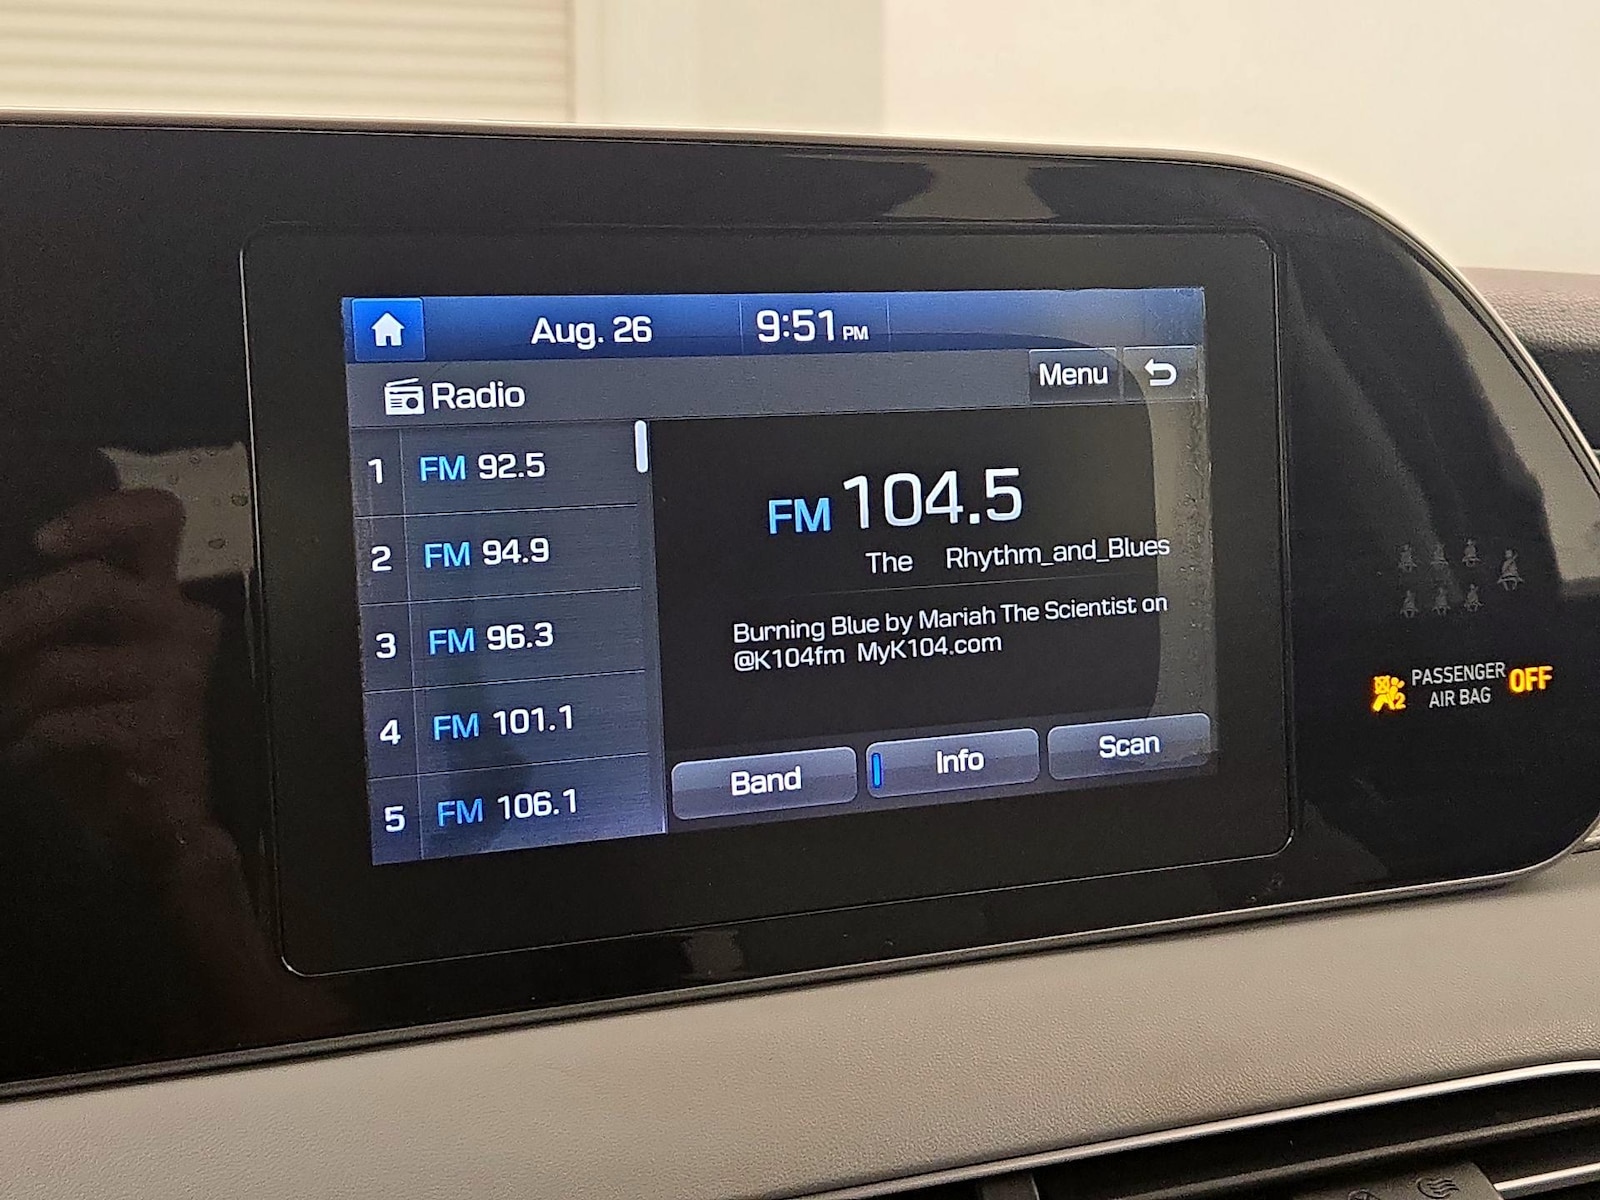 Aug. 26 9:51 PM
Radio Menu
1 FM 92.5
2 FM 94.9
3 FM 96.3
4 FM 101.1
5 FM 106.1
FM 104.5
The Rhythm_and_Blues
Burning Blue by Mariah The Scientist on
@K104fm MyK104.com
Band Info Scan
PASSENGER
AIR BAG
OFF
2